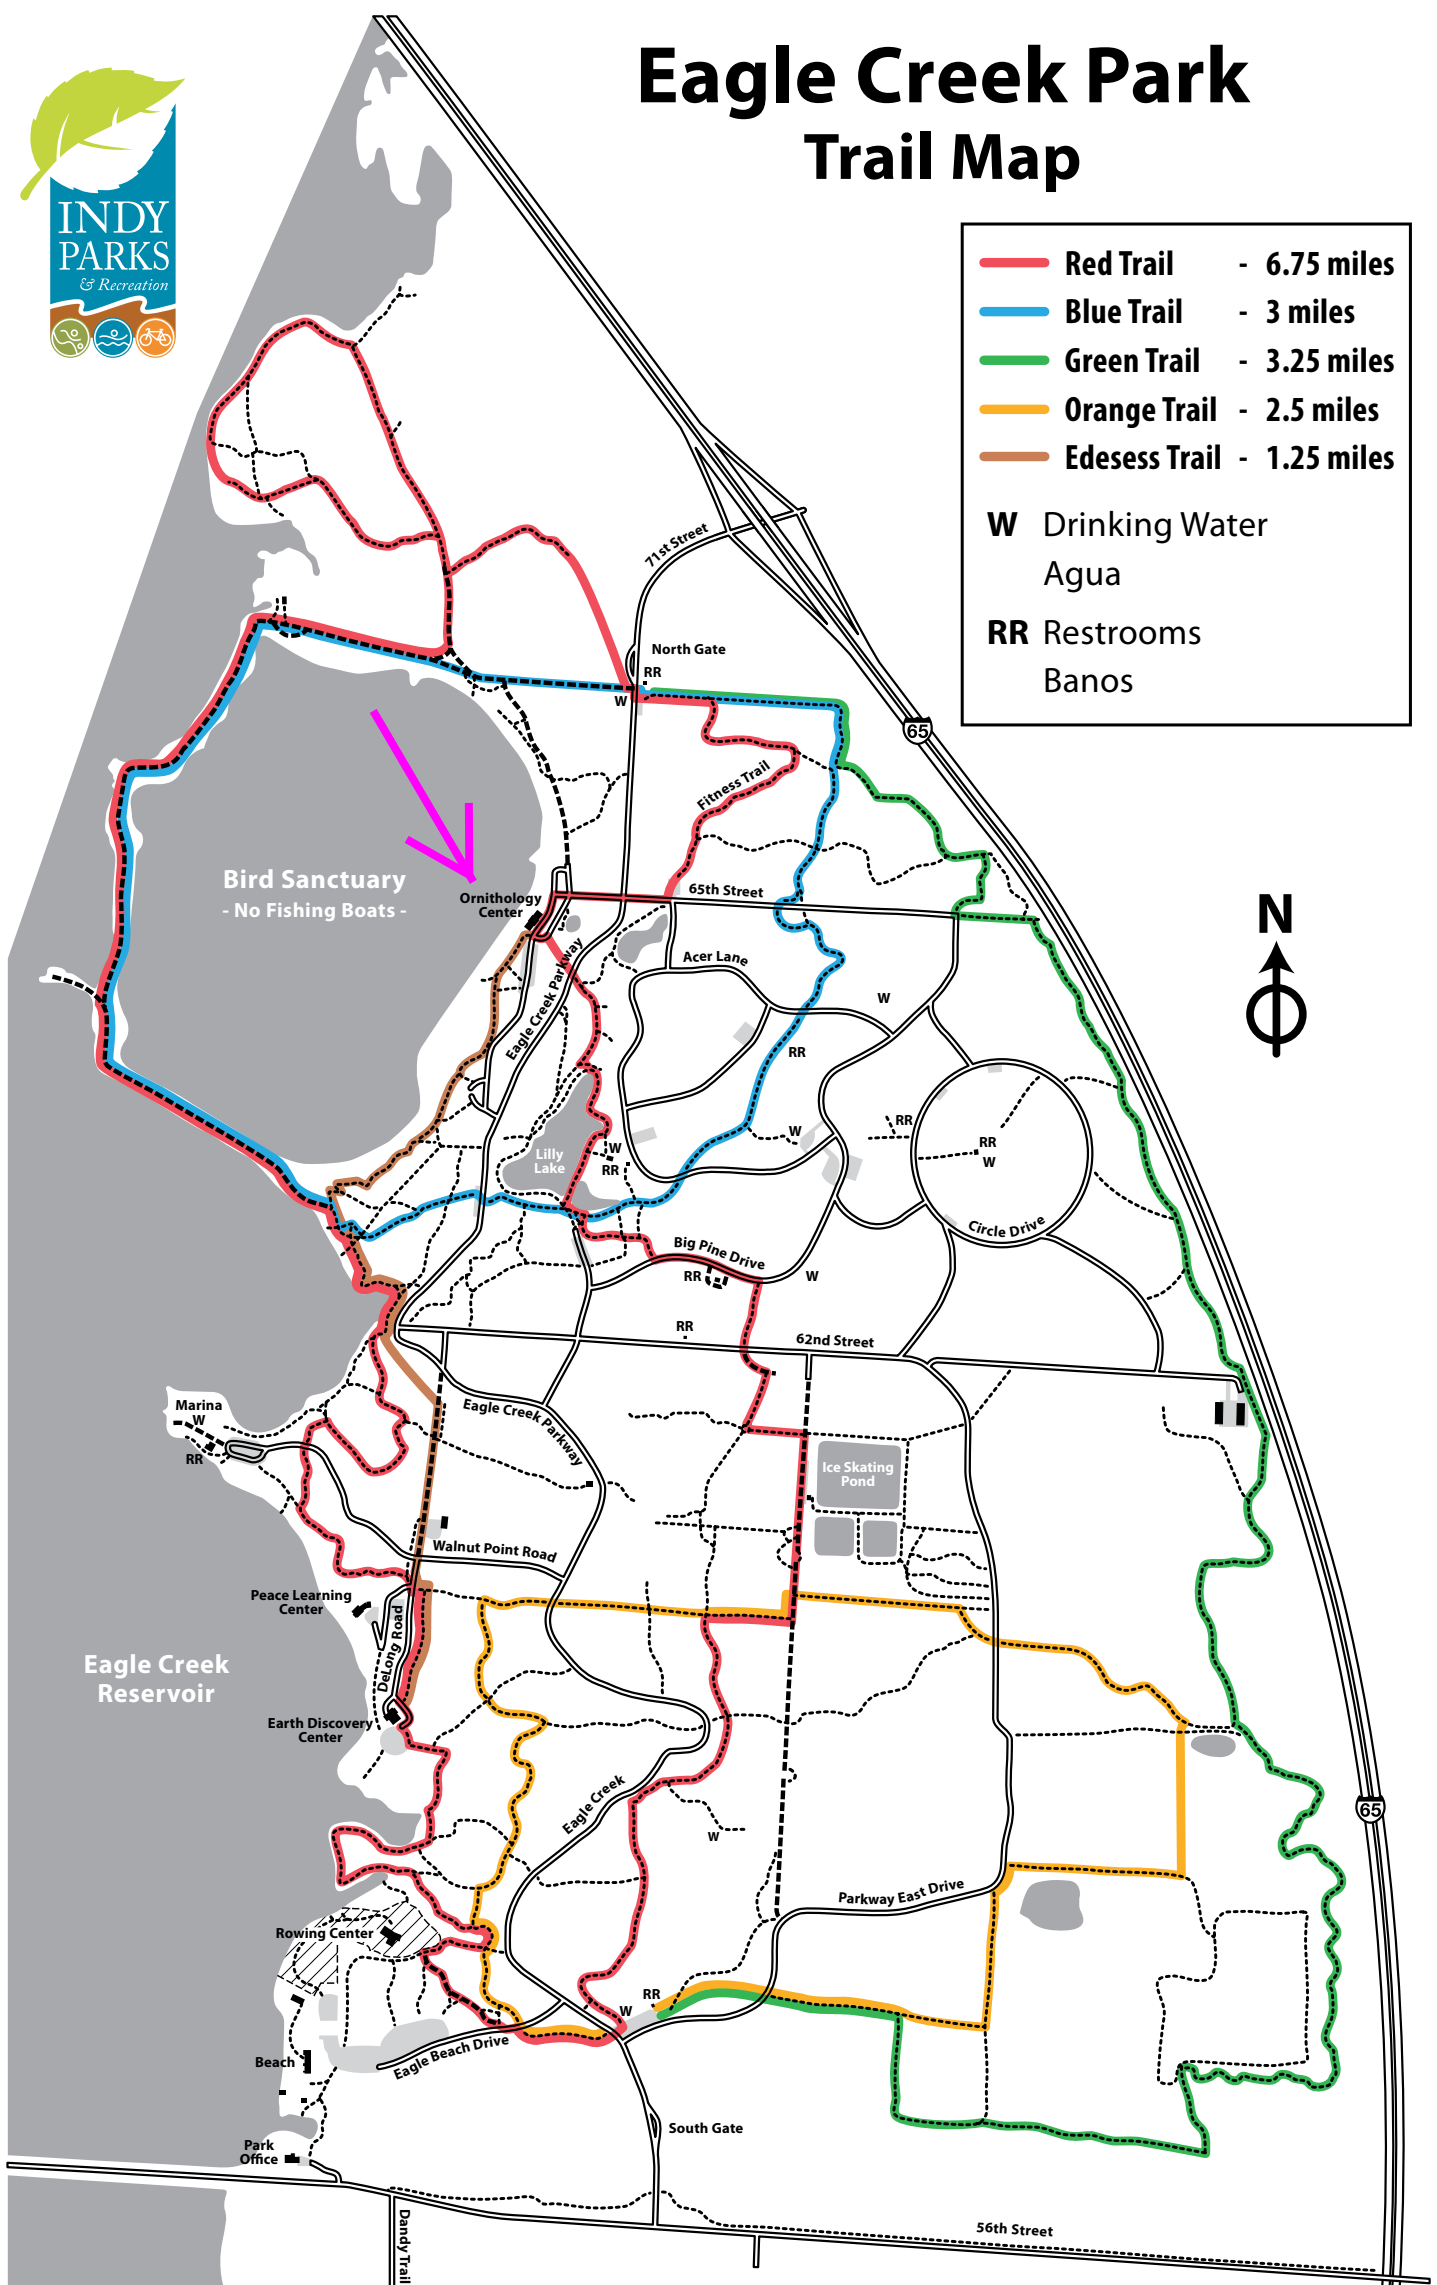 Eagle Creek Park
Trail Map
INDY
PARKS
& Recreation
Red Trail - 6.75 miles
Blue Trail - 3 miles
Green Trail - 3.25 miles
Orange Trail - 2.5 miles
Edesess Trail - 1.25 miles
W Drinking Water
Agua
RR Restrooms
Banos
71st Street
North Gate
RR
W
65
Fitness Trail
Bird Sanctuary
- No Fishing Boats -
Ornithology
Center
65th Street
N
Eagle Creek Parkway
Acer Lane
W
RR
W
RR
RR
W
Lilly
Lake
W
RR
Circle Drive
Big Pine Drive
RR
W
RR
62nd Street
Marina
W
RR
Eagle Creek Parkway
Ice Skating
Pond
Walnut Point Road
Peace Learning
Center
DeLong Road
Eagle Creek
Reservoir
Earth Discovery
Center
Eagle Creek
65
W
Parkway East Drive
Rowing Center
RR
W
Eagle Beach Drive
Beach
South Gate
Park
Office
Dandy Trail
56th Street